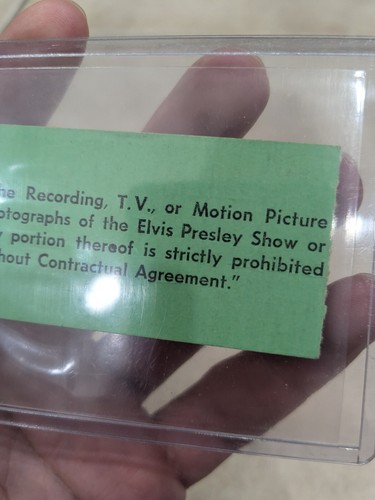 he Recording, T.V., or Motion Picture
otographs of the Elvis Presley Show or
portion thereof is strictly prohibited
hout Contractual Agreement."